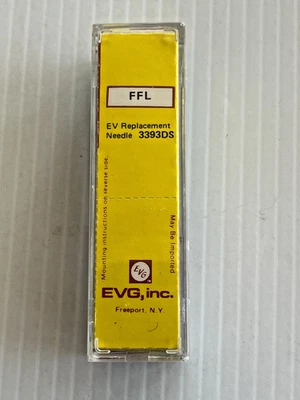 FFL
EV Replacement
Needle 3393DS
Mounting instructions on reverse side.
May Be Imported
EVG
EVG, inc.
Freeport, N.Y.